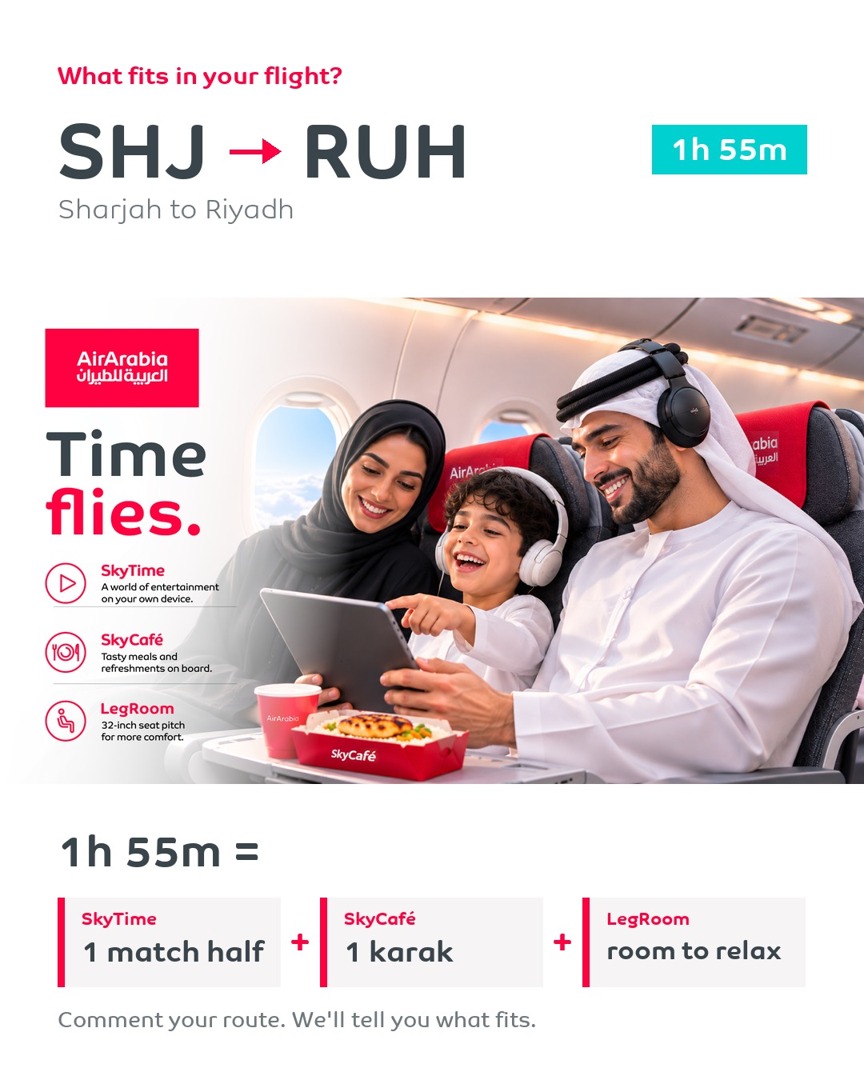 What fits in your flight?
SHJ → RUH
1h 55m
Sharjah to Riyadh
AirArabia
العربية للطيران
Time
flies.
SkyTime
A world of entertainment
on your own device.
SkyCafé
Tasty meals and
refreshments on board.
LegRoom
32-inch seat pitch
for more comfort.
AirArabia
SkyCafé
1h 55m =
SkyTime
1 match half
+
SkyCafé
1 karak
+
LegRoom
room to relax
Comment your route. We'll tell you what fits.